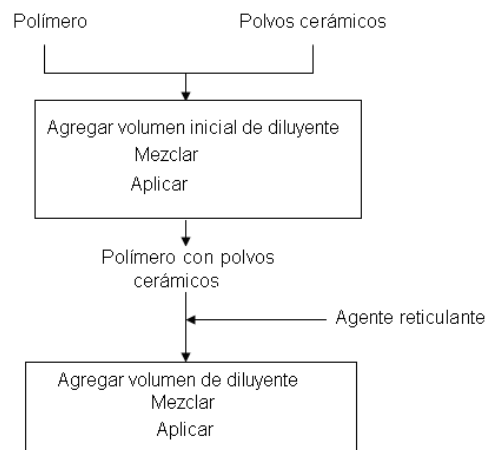 Polímero
Polvos cerámicos
Agregar volumen inicial de diluyente
Mezclar
Aplicar
Polímero con polvos
cerámicos
Agente reticulante
Agregar volumen de diluyente
Mezclar
Aplicar